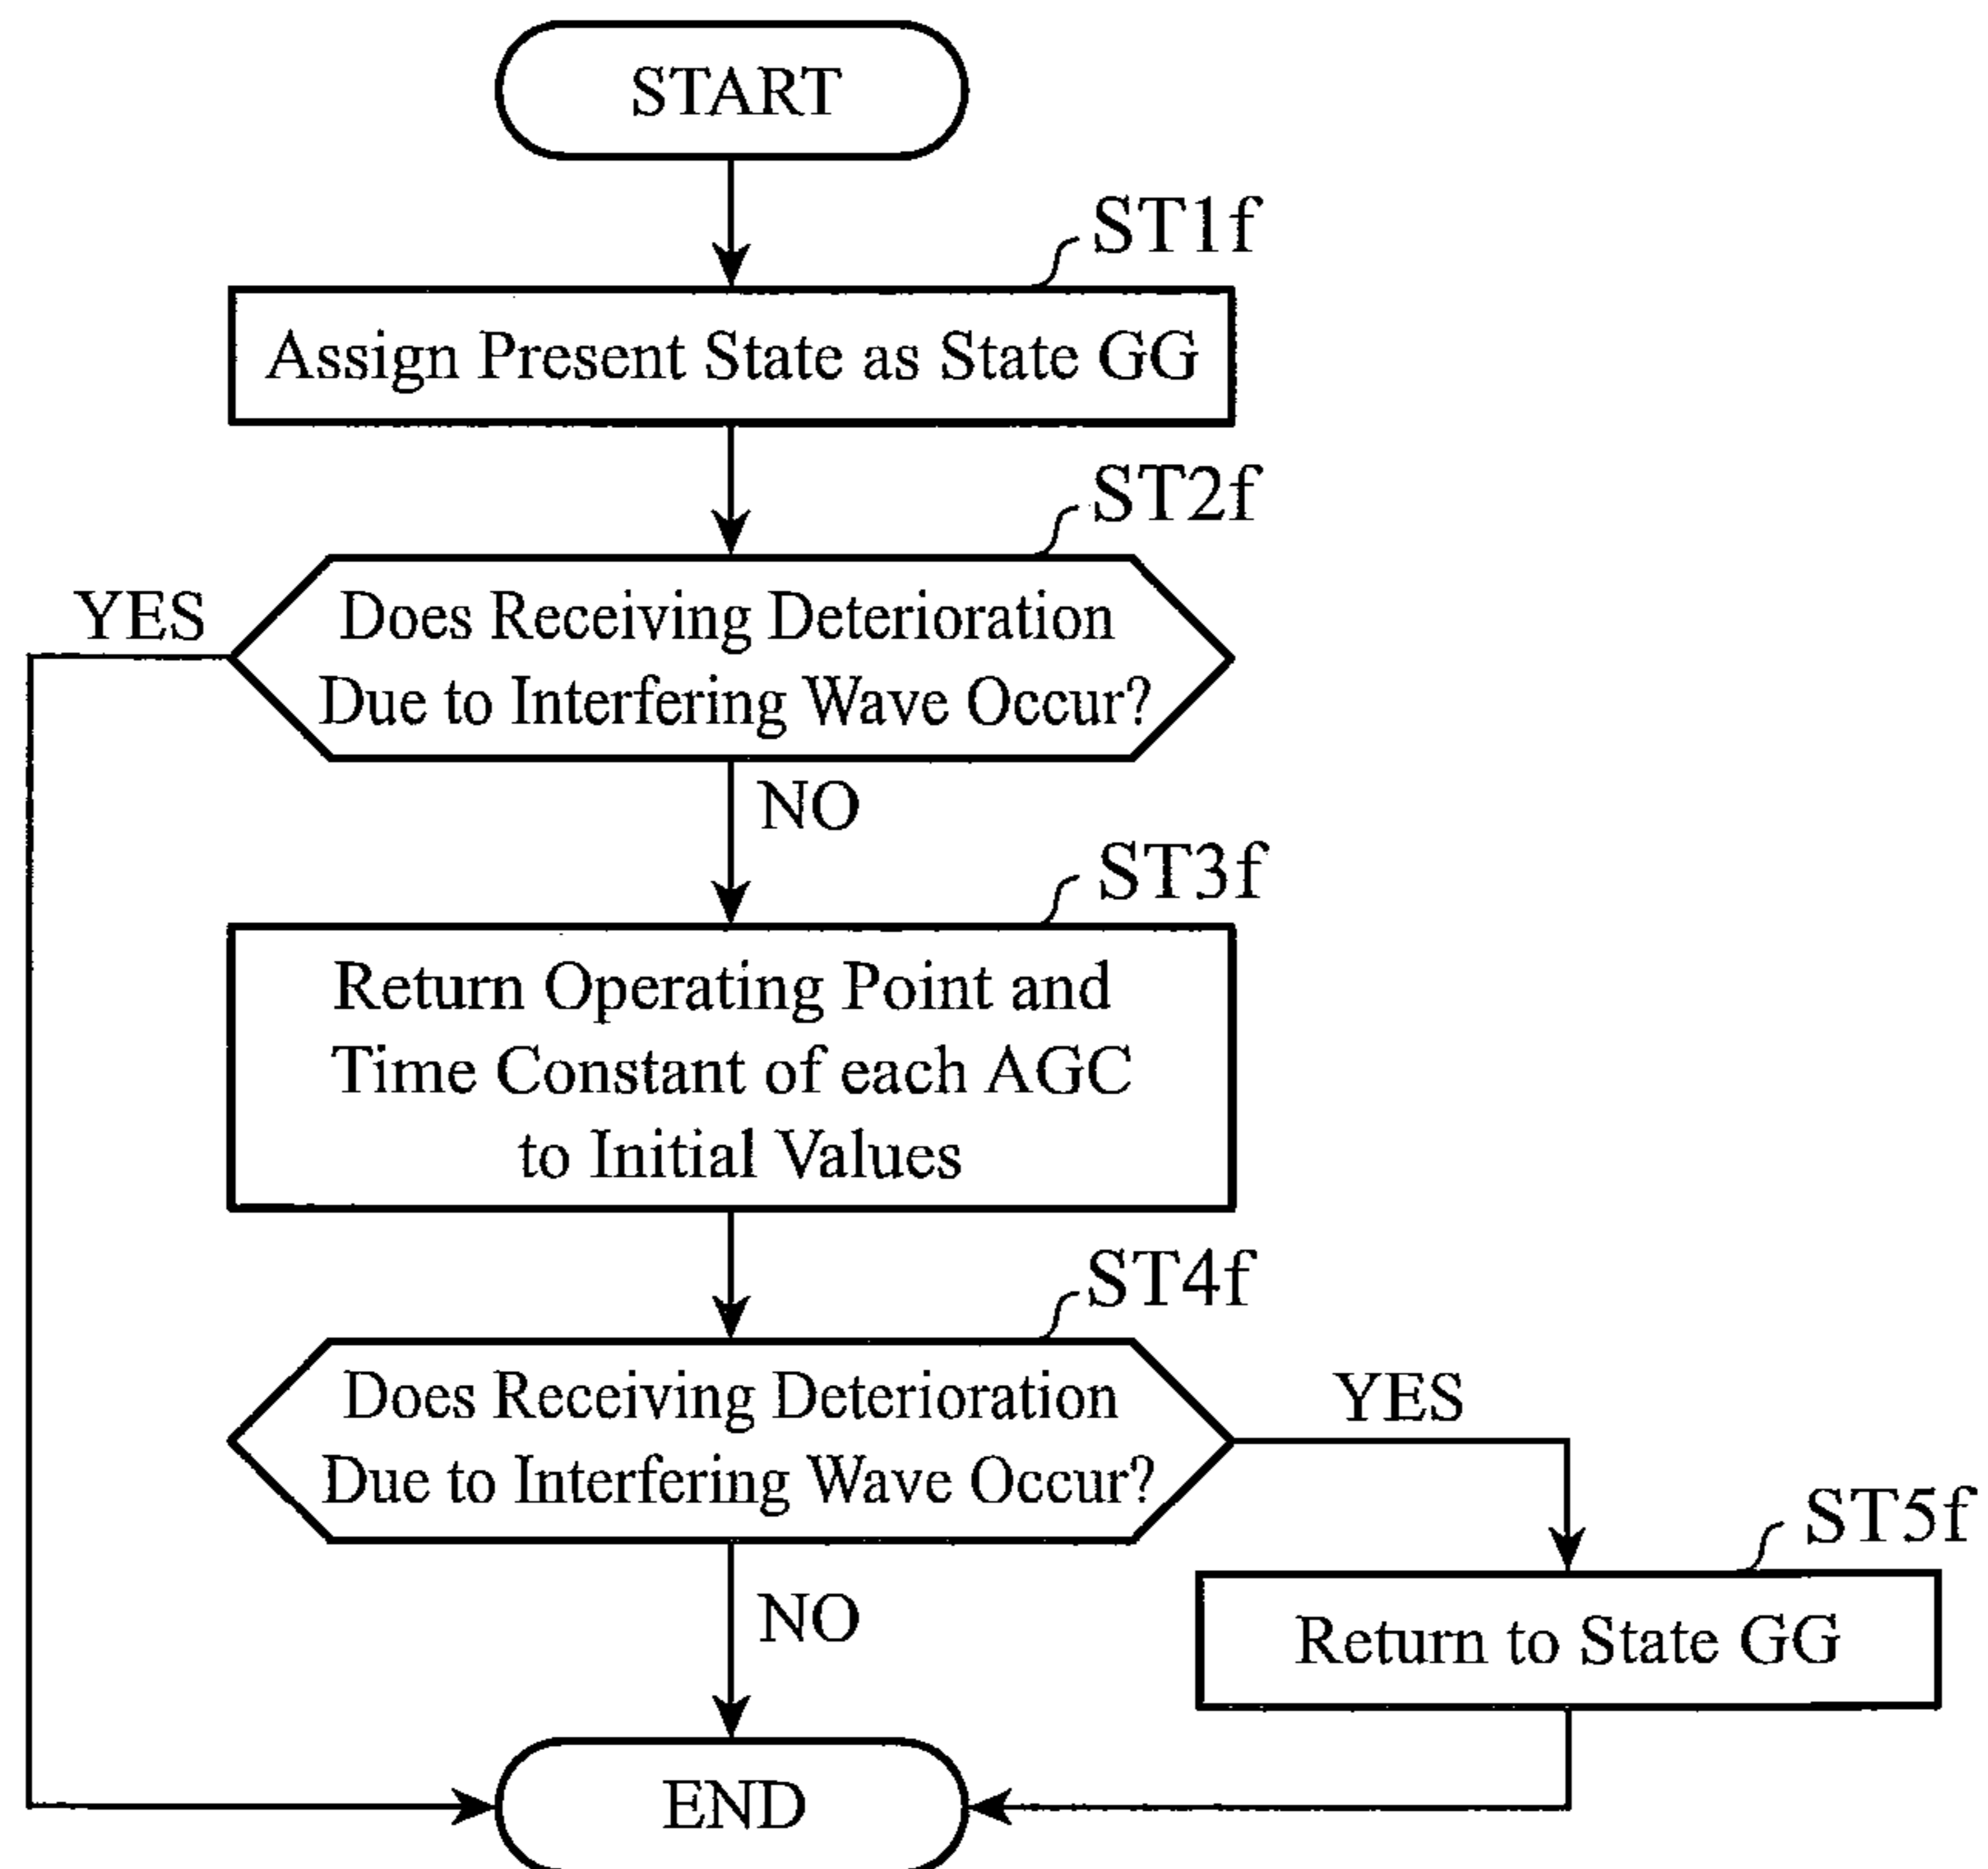 START
ST1f
Assign Present State as State GG
ST2f
YES
Does Receiving Deterioration
Due to Interfering Wave Occur?
NO
ST3f
Return Operating Point and
Time Constant of each AGC
to Initial Values
ST4f
Does Receiving Deterioration
Due to Interfering Wave Occur?
YES
ST5f
NO
Return to State GG
END